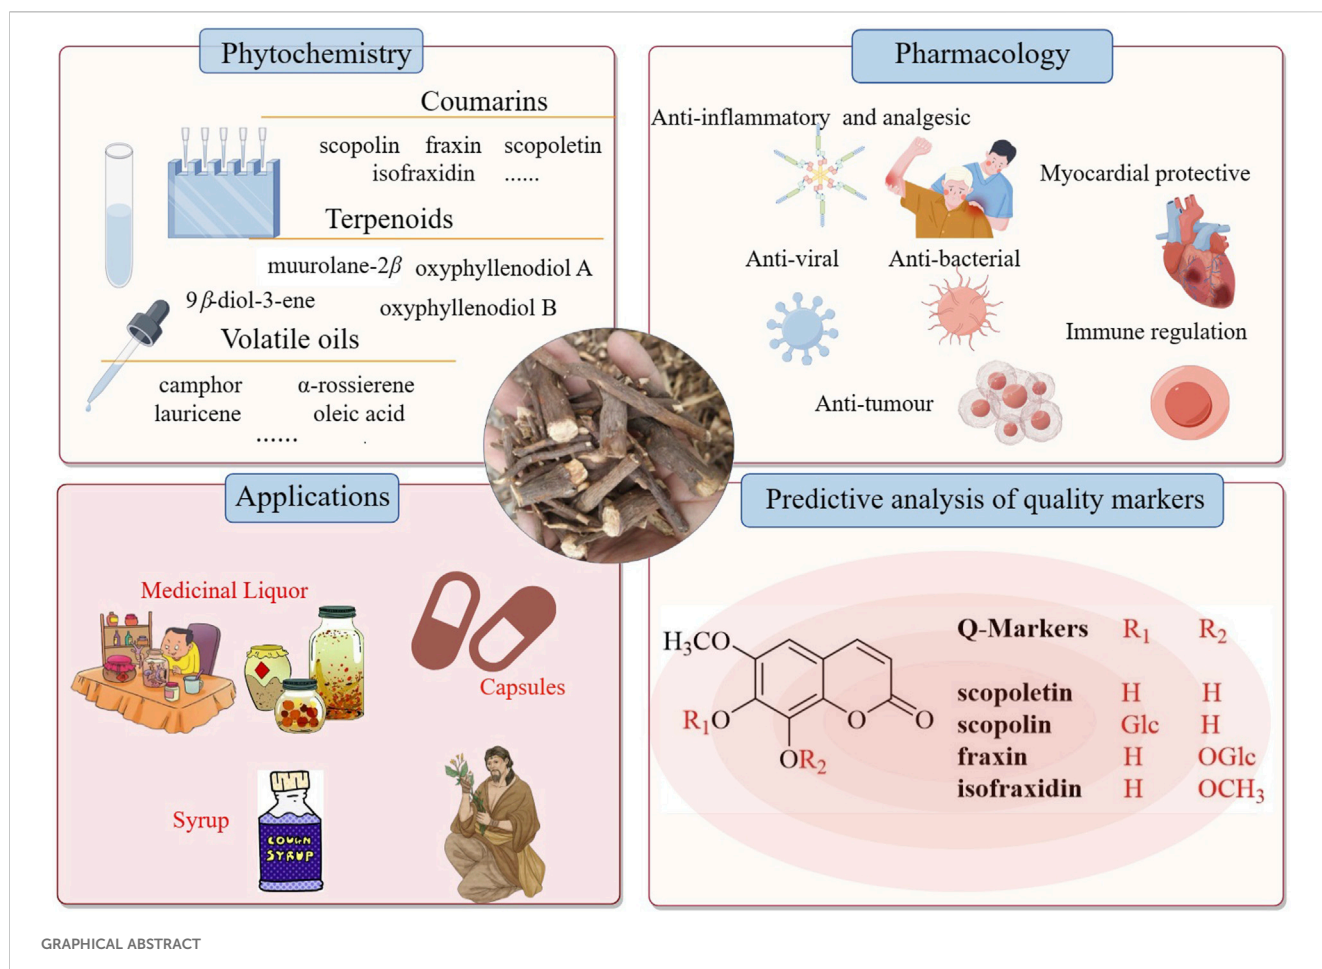 Phytochemistry
Coumarins
scopolin fraxin scopoletin
isofraxidin ......
Terpenoids
muurolane-2β oxyphyllenodiol A
9β-diol-3-ene
oxyphyllenodiol B
Volatile oils
camphor α-rossierene
lauricene oleic acid
......
Pharmacology
Anti-inflammatory and analgesic
Myocardial protective
Anti-viral Anti-bacterial
Immune regulation
Anti-tumour
Applications
Medicinal Liquor
Capsules
Syrup
COUGH
SYRUP
Predictive analysis of quality markers
H₃CO
R₁O
OR₂
O
O
Q-Markers R₁ R₂
scopoletin H H
scopolin Glc H
fraxin H OGlc
isofraxidin H OCH₃
GRAPHICAL ABSTRACT